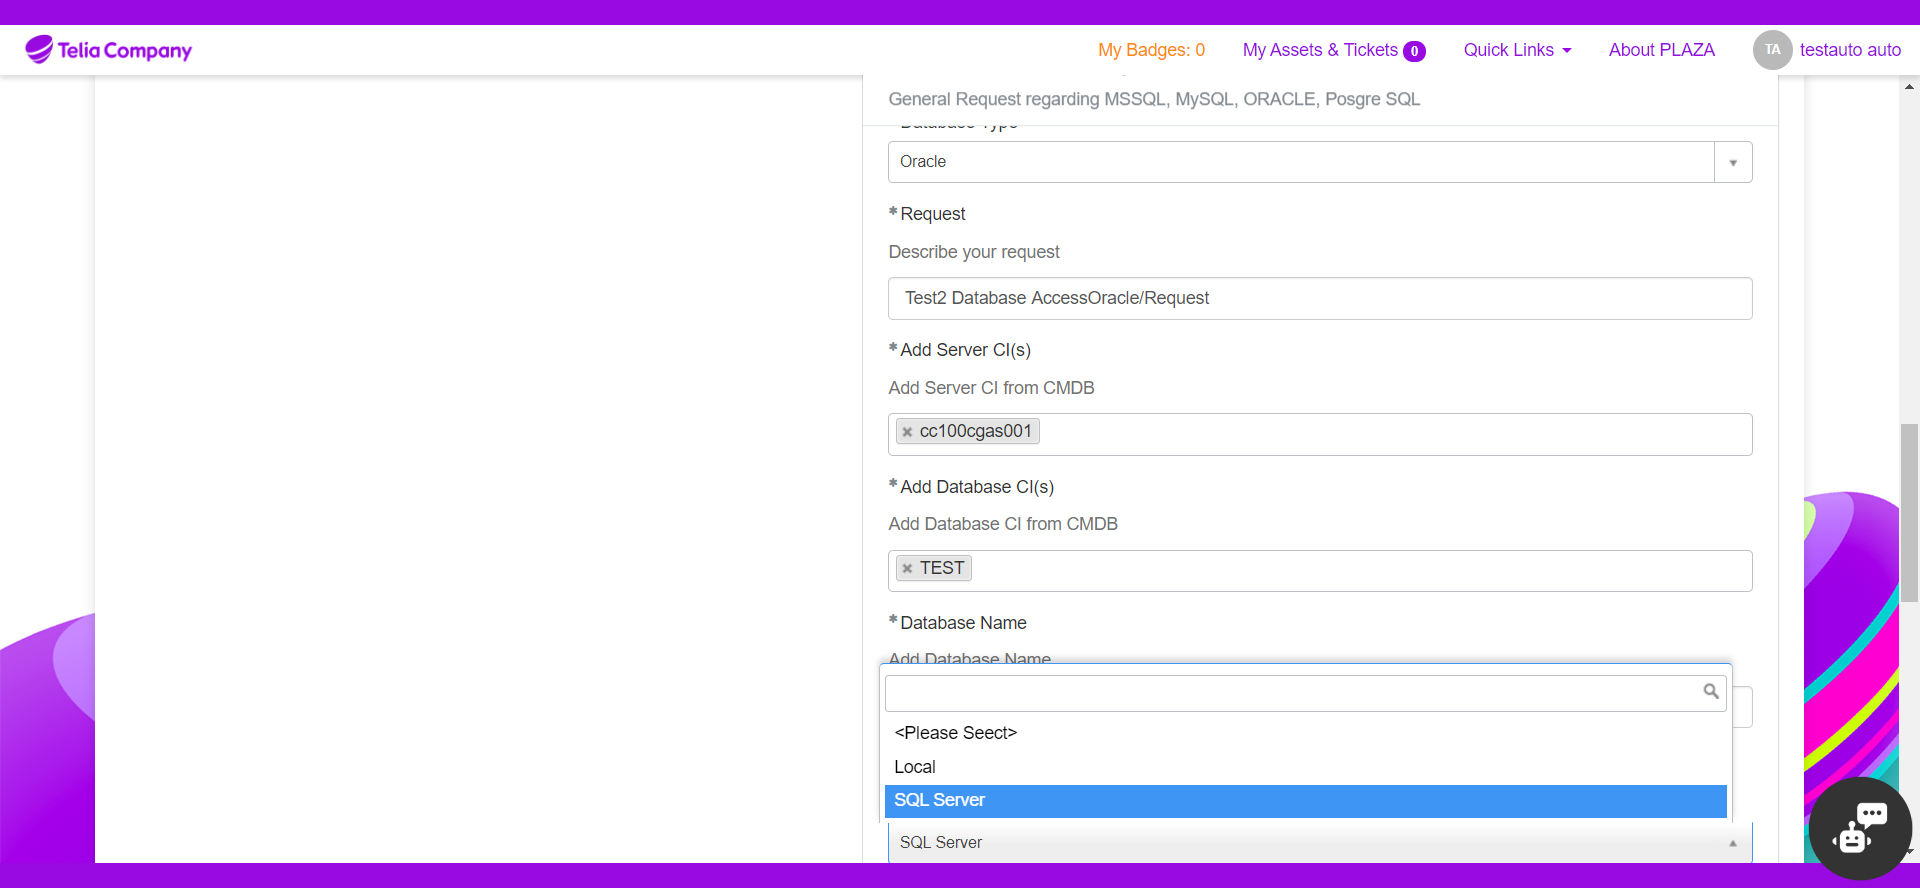 Telia Company
My Badges: 0
My Assets & Tickets 0
Quick Links
About PLAZA
TA
testauto auto
General Request regarding MSSQL, MySQL, ORACLE, Posgre SQL
Database Type
Oracle
* Request
Describe your request
Test2 Database AccessOracle/Request
* Add Server CI(s)
Add Server CI from CMDB
× cc100cgas001
* Add Database CI(s)
Add Database CI from CMDB
× TEST
* Database Name
Add Database Name
<Please Seect>
Local
SQL Server
SQL Server